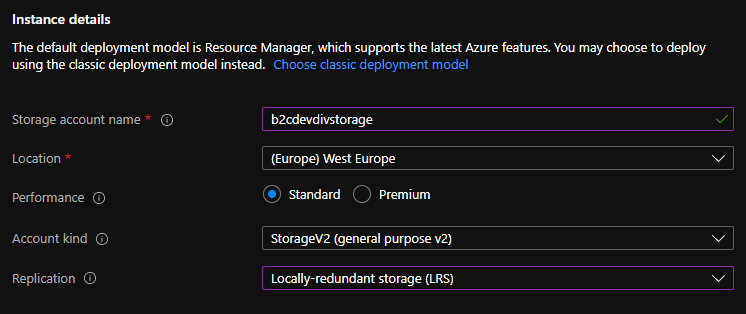 Instance details
The default deployment model is Resource Manager, which supports the latest Azure features. You may choose to deploy
using the classic deployment model instead. Choose classic deployment model
Storage account name * b2cdevdivstorage
Location * (Europe) West Europe
Performance Standard Premium
Account kind StorageV2 (general purpose v2)
Replication Locally-redundant storage (LRS)